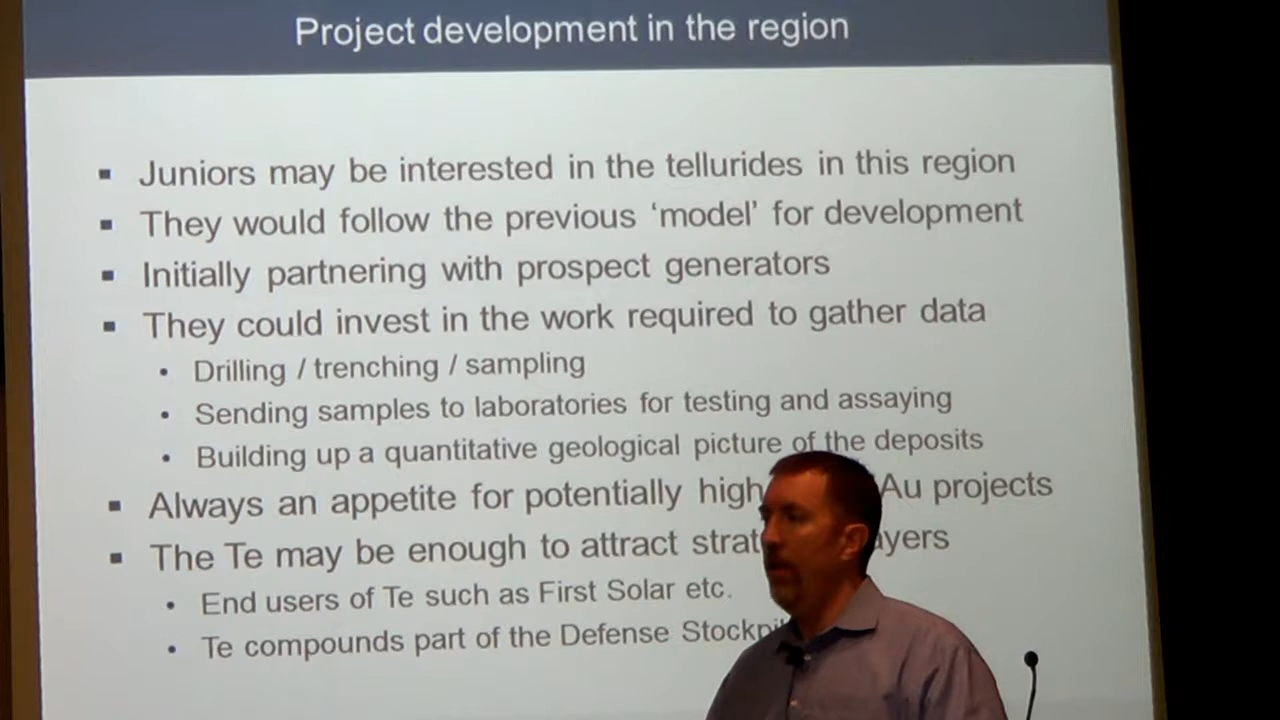 Project development in the region
▪ Juniors may be interested in the tellurides in this region
▪ They would follow the previous ‘model’ for development
▪ Initially partnering with prospect generators
▪ They could invest in the work required to gather data
• Drilling / trenching / sampling
• Sending samples to laboratories for testing and assaying
• Building up a quantitative geological picture of the deposits
▪ Always an appetite for potentially high Au projects
▪ The Te may be enough to attract strat ayers
• End users of Te such as First Solar etc.
• Te compounds part of the Defense Stockpi